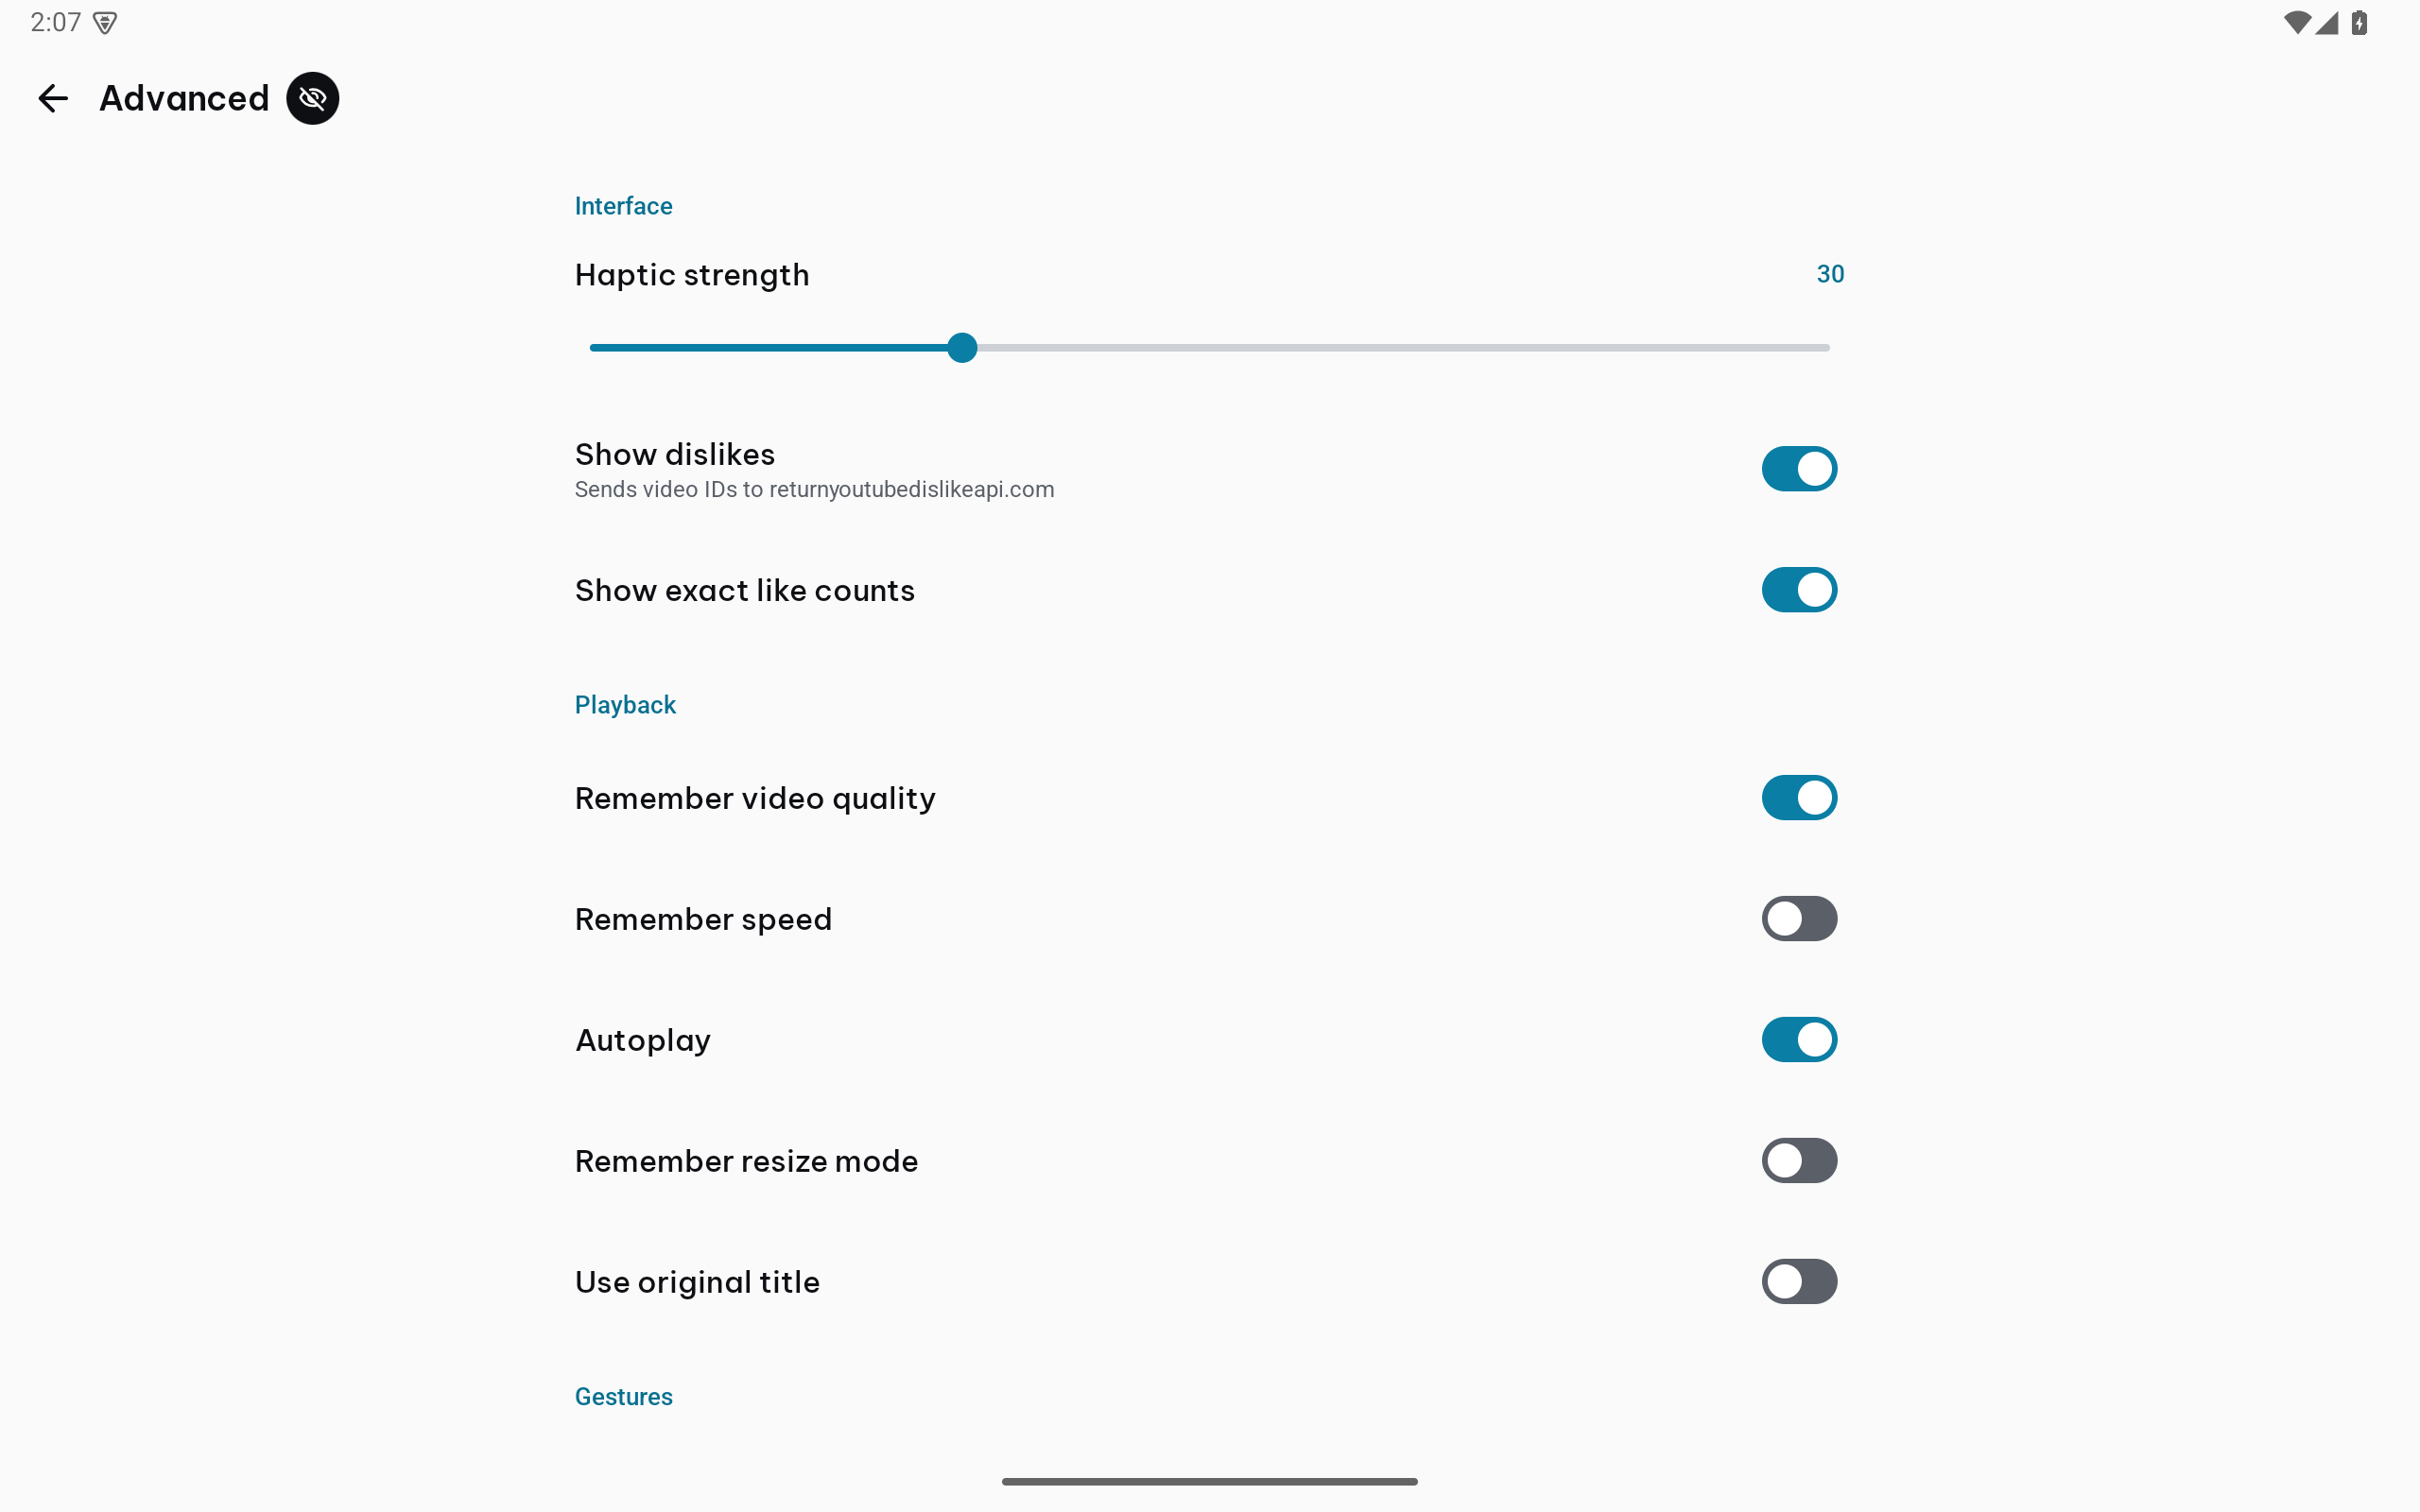 2:07
Advanced
Interface
Haptic strength
30
Show dislikes
Sends video IDs to returnyoutubedislikeapi.com
Show exact like counts
Playback
Remember video quality
Remember speed
Autoplay
Remember resize mode
Use original title
Gestures